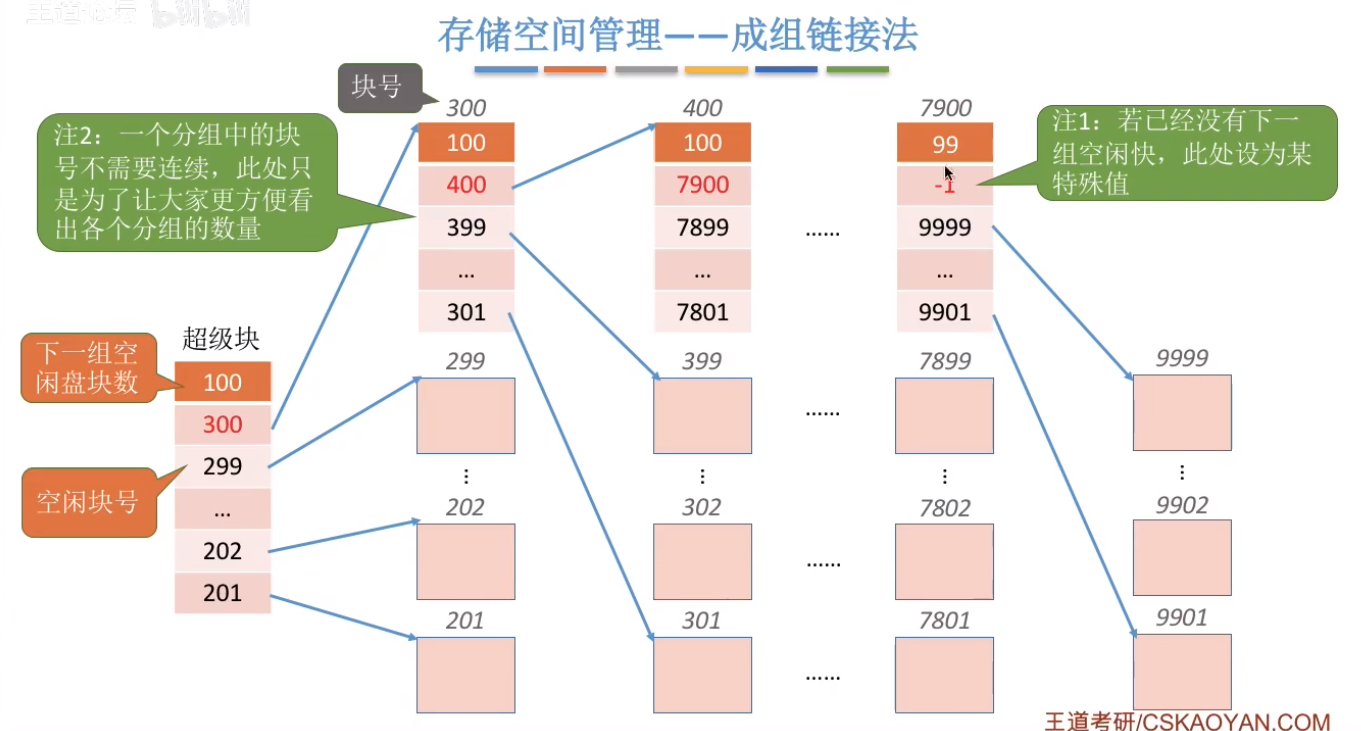 王道论坛 bilibili
存储空间管理——成组链接法
块号
300
400
7900
注2：一个分组中的块
号不需要连续，此处只
是为了让大家更方便看
出各个分组的数量
100
400
399
...
301
100
7900
7899
...
7801
......
99
-1
9999
...
9901
注1：若已经没有下一
组空闲快，此处设为某
特殊值
超级块
下一组空
闲盘块数
空闲块号
100
300
299
...
202
201
299
399
7899
9999
......
⋮
⋮
⋮
⋮
202
302
7802
9902
......
201
301
7801
9901
......
王道考研/CSKAOYAN.COM